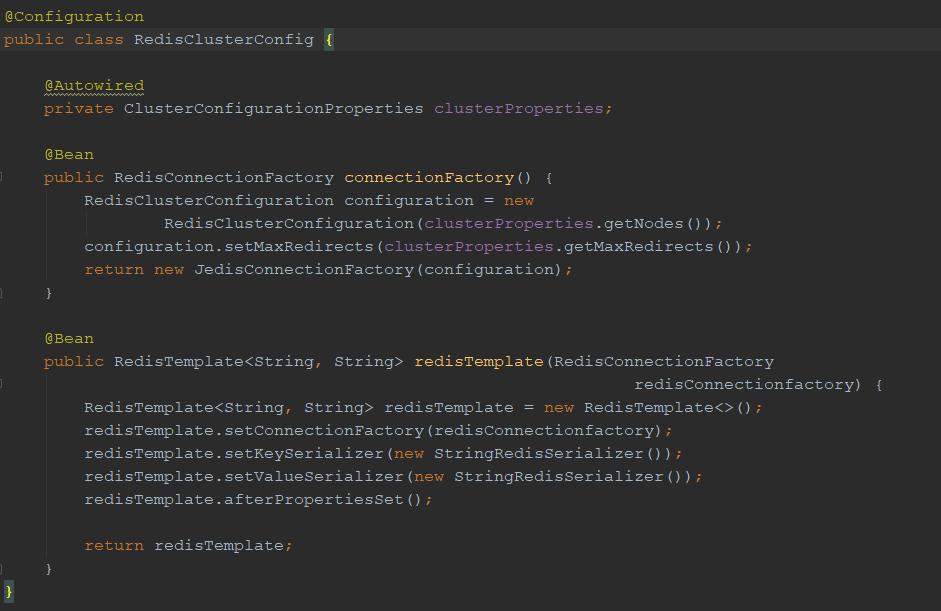 @Configuration
public class RedisClusterConfig {
@Autowired
private ClusterConfigurationProperties clusterProperties;
@Bean
public RedisConnectionFactory connectionFactory() {
RedisClusterConfiguration configuration = new
RedisClusterConfiguration(clusterProperties.getNodes());
configuration.setMaxRedirects(clusterProperties.getMaxRedirects());
return new JedisConnectionFactory(configuration);
}
@Bean
public RedisTemplate<String, String> redisTemplate(RedisConnectionFactory
redisConnectionfactory) {
RedisTemplate<String, String> redisTemplate = new RedisTemplate<>();
redisTemplate.setConnectionFactory(redisConnectionfactory);
redisTemplate.setKeySerializer(new StringRedisSerializer());
redisTemplate.setValueSerializer(new StringRedisSerializer());
redisTemplate.afterPropertiesSet();
return redisTemplate;
}
}